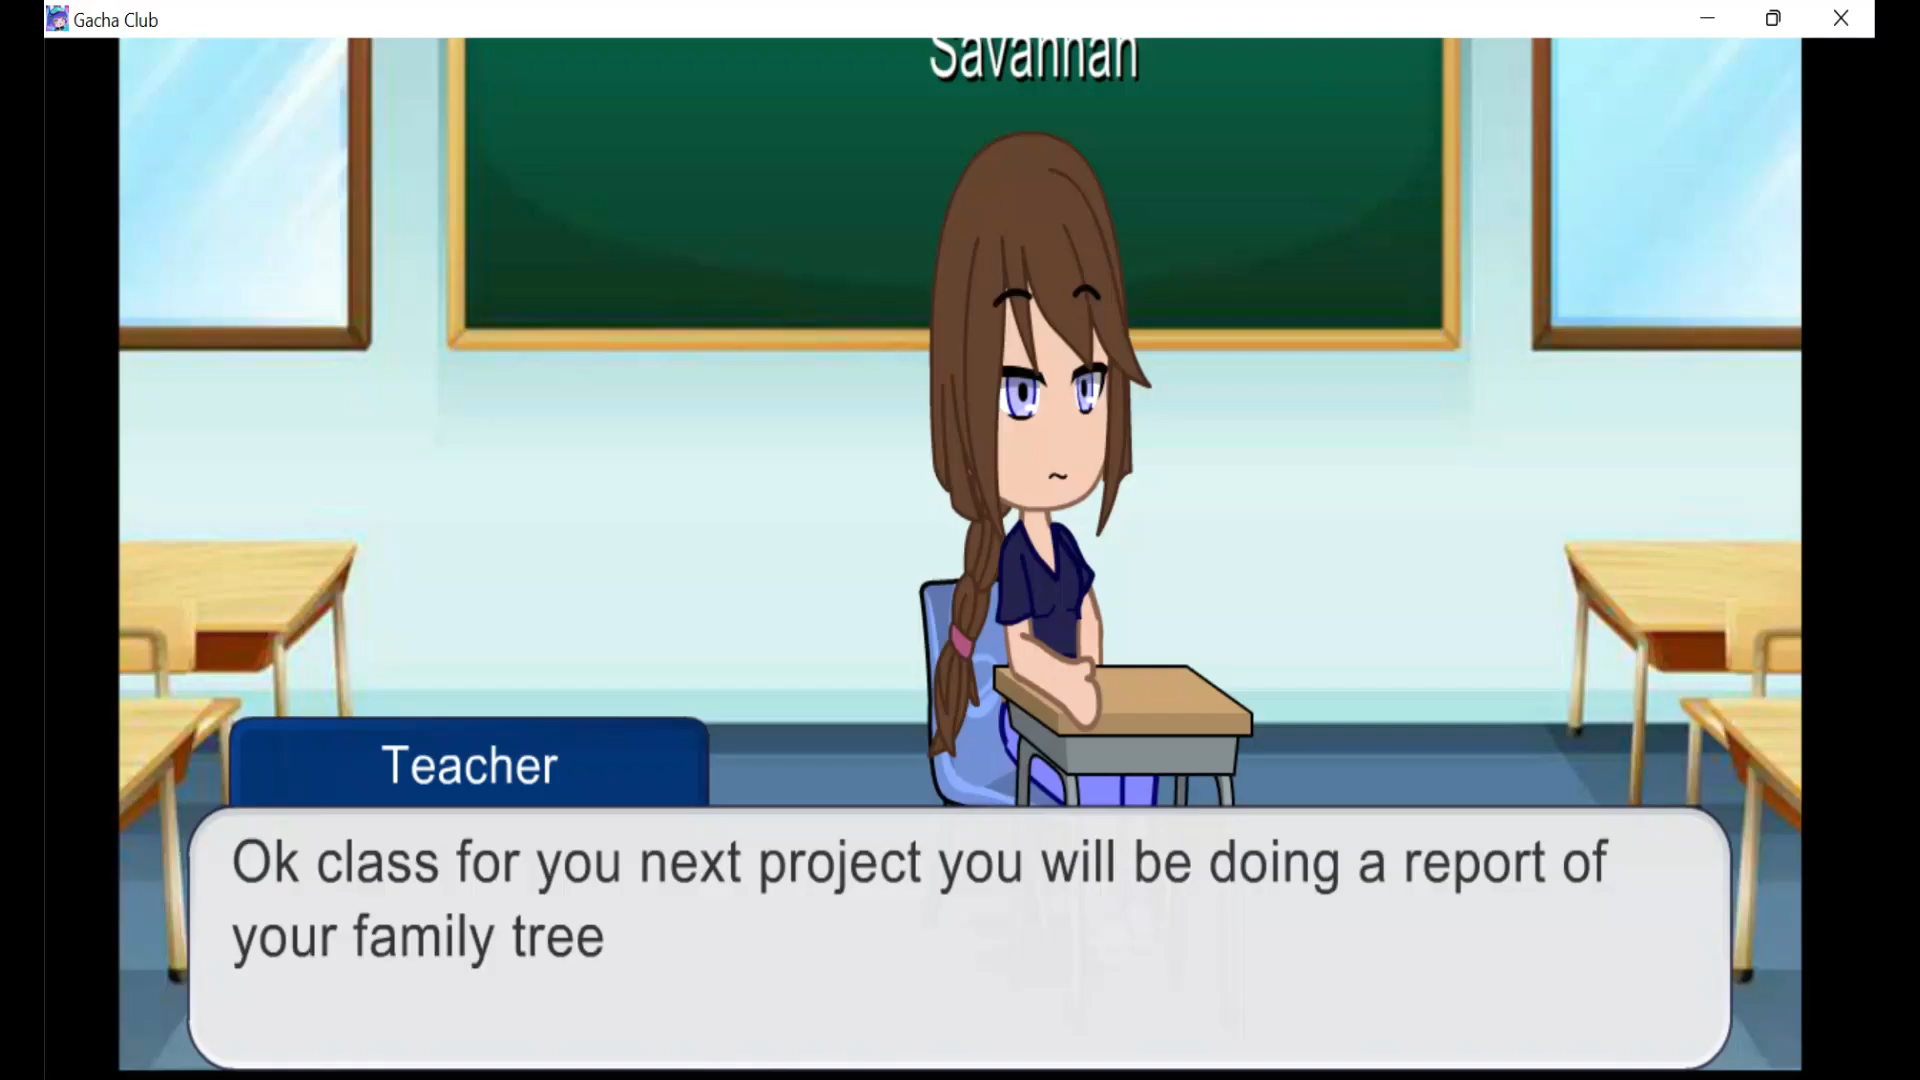 Gacha Club
Savannah
Teacher
Ok class for you next project you will be doing a report of
your family tree